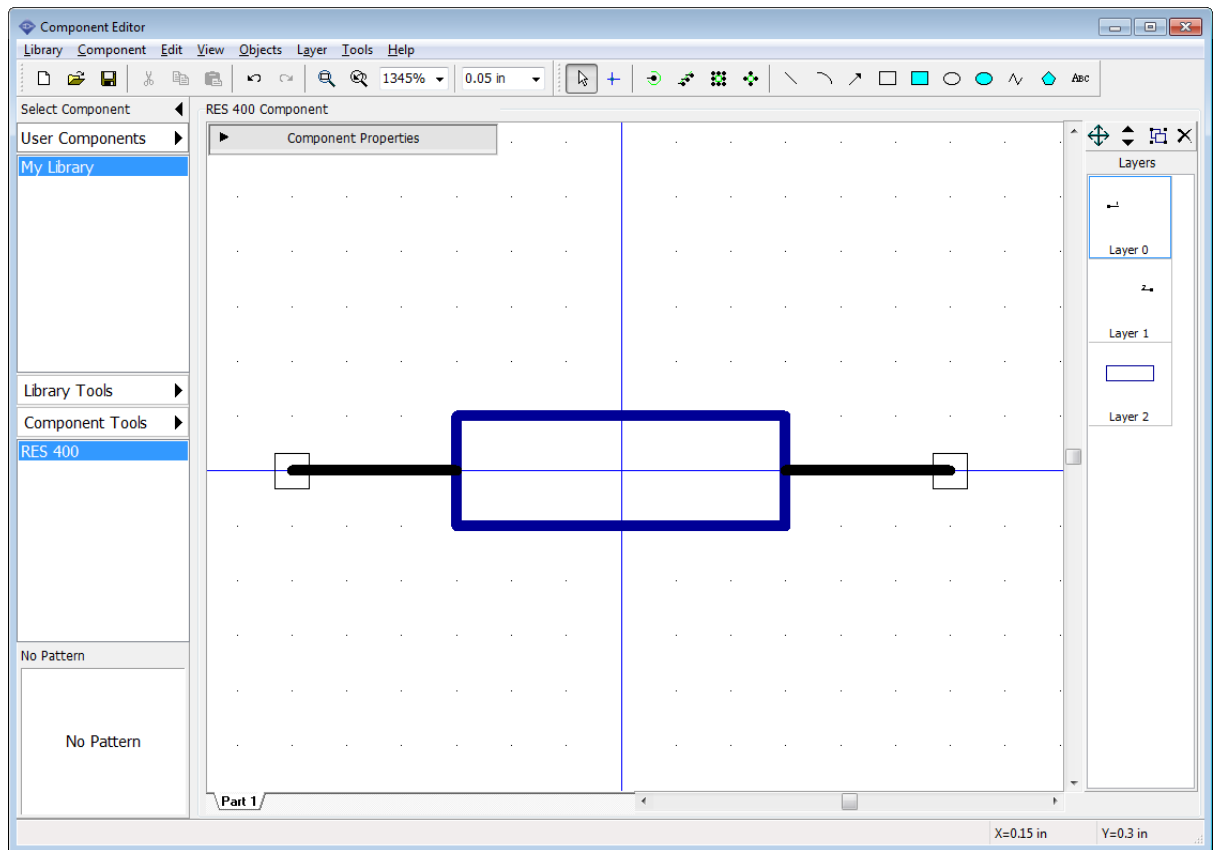 Component Editor
Library Component Edit View Objects Layer Tools Help
1345% 0.05 in ABC
Select Component
RES 400 Component
User Components
Component Properties
My Library
Layers
1
Layer 0
2
Layer 1
Layer 2
Library Tools
Component Tools
RES 400
No Pattern
No Pattern
Part 1
X=0.15 in Y=0.3 in